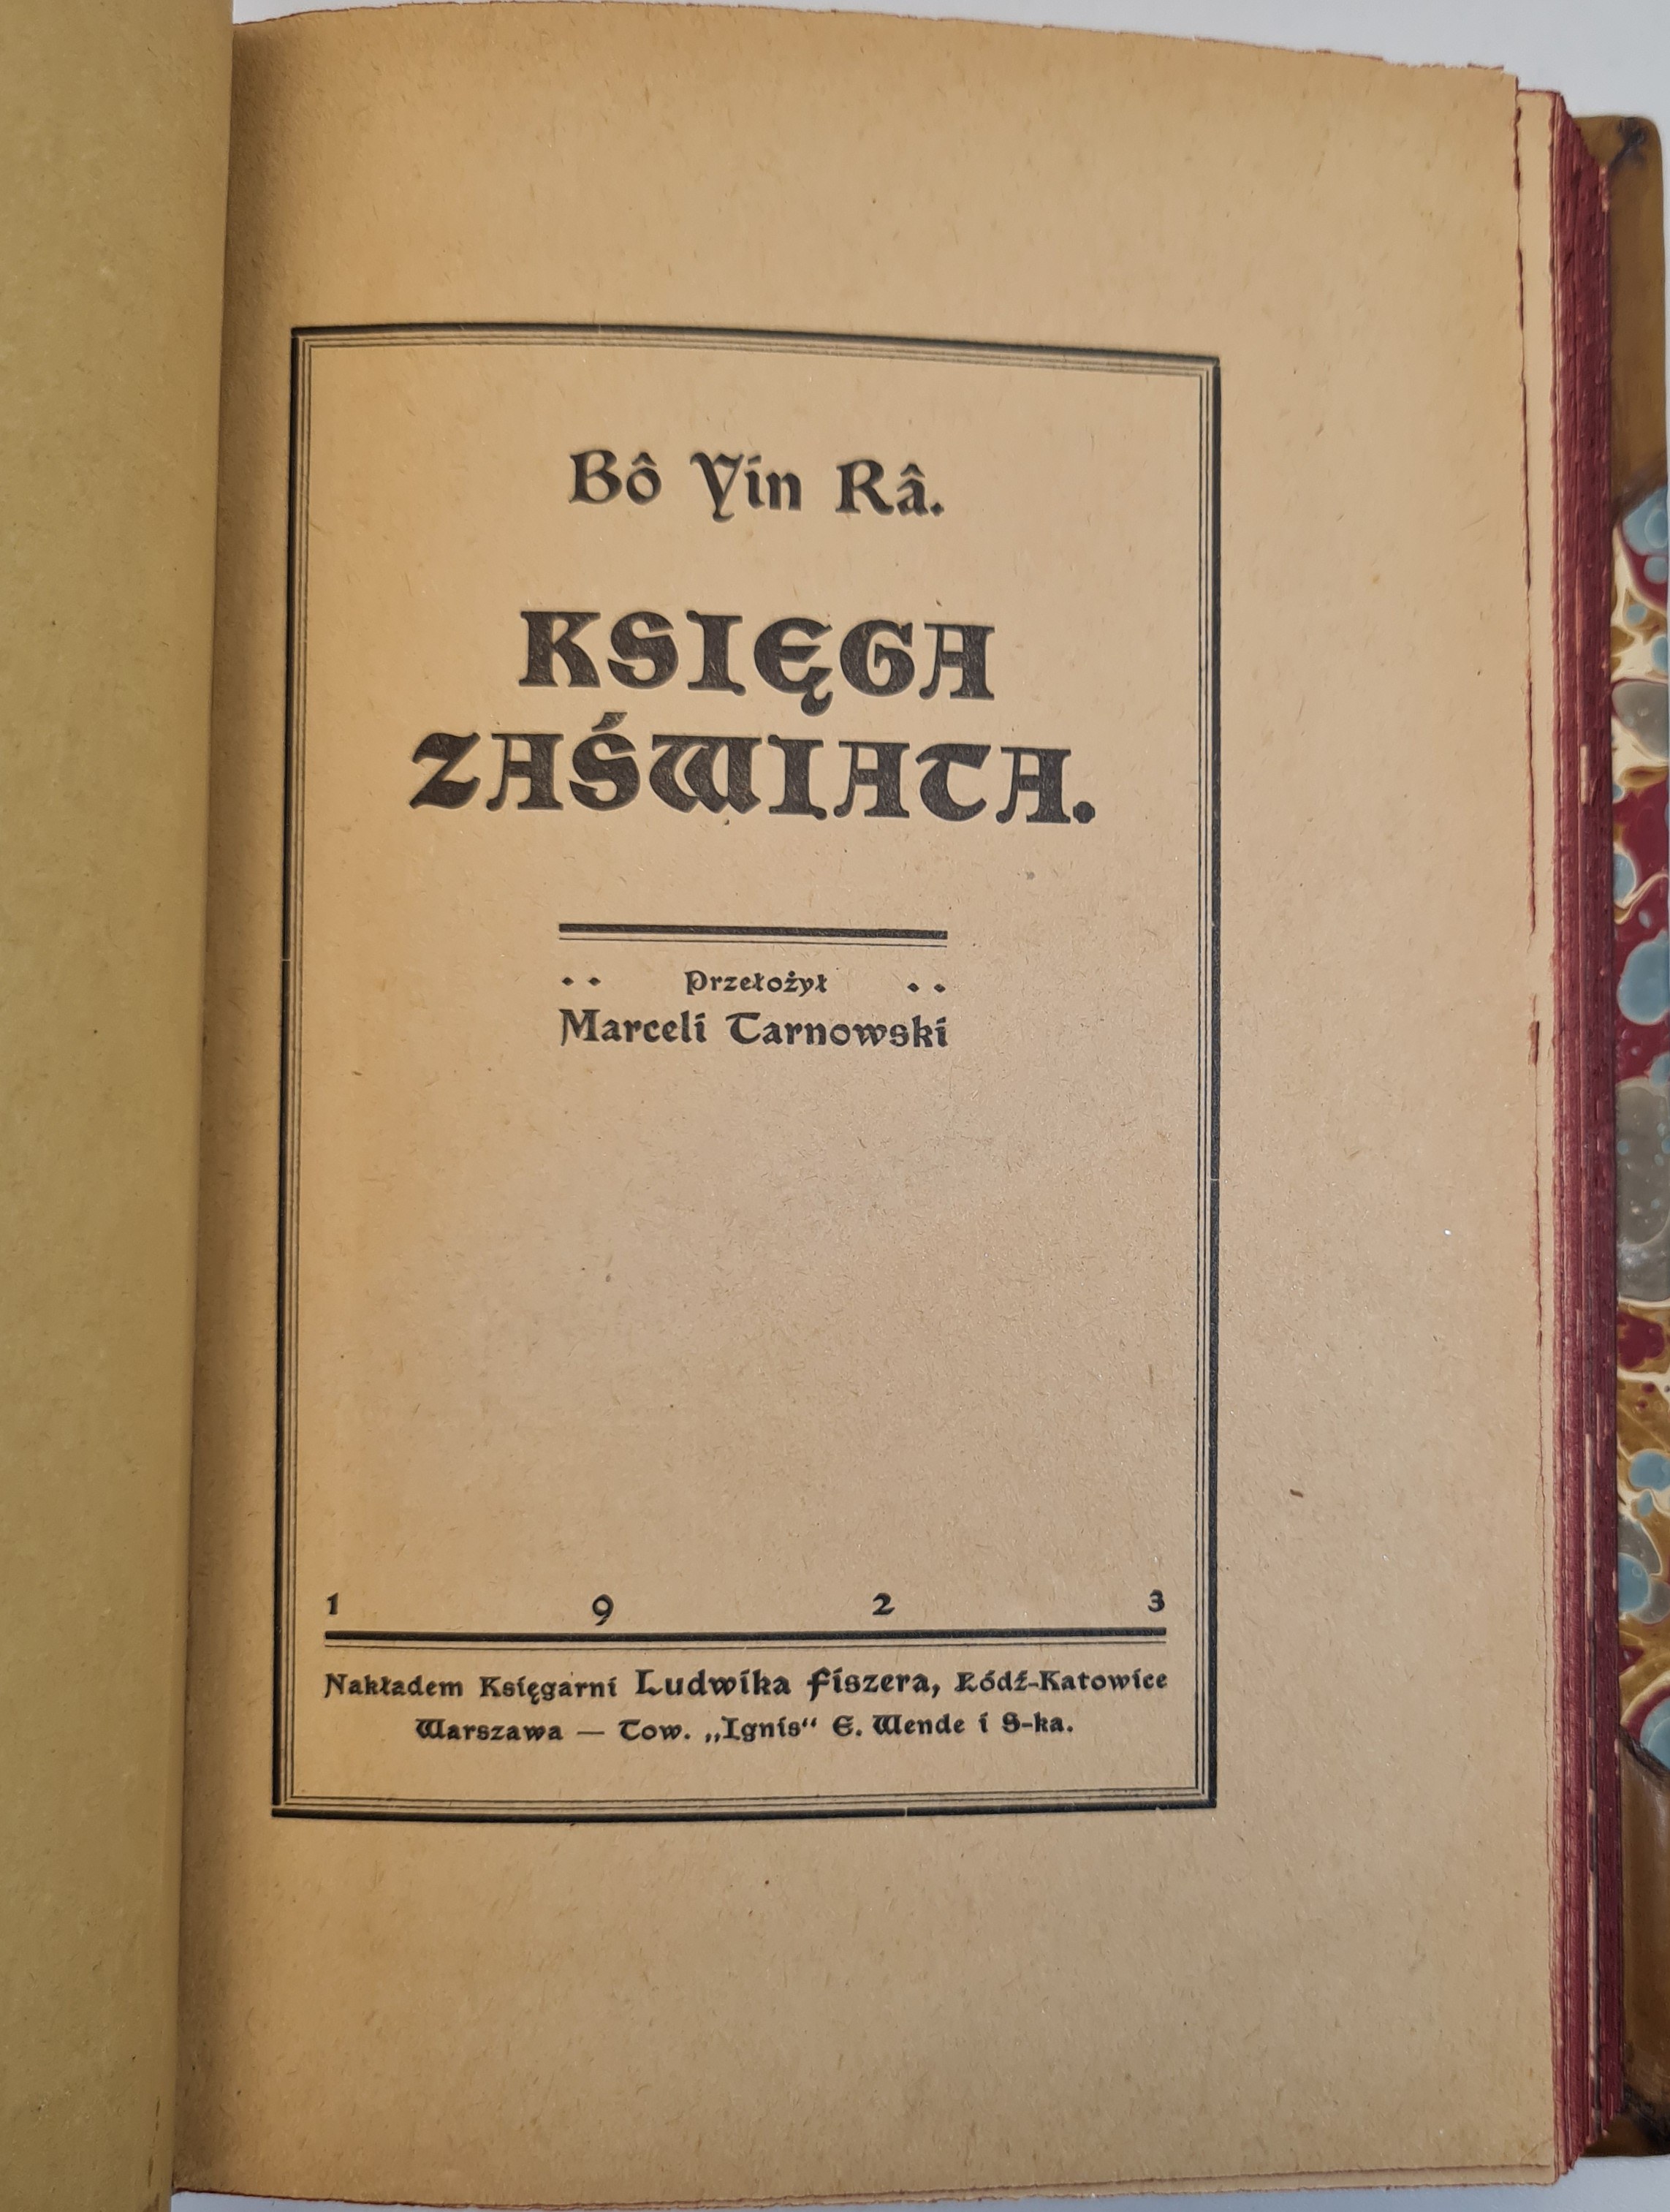 Bô Yin Râ.
KSIĘGA
ZAŚWIATA.
Przełożył
Marceli Tarnowski
1 9 2 3
Nakładem Księgarni Ludwika Fiszera, Łódź-Katowice
Warszawa — Tow. „Ignis“ E. Wende i S-ka.